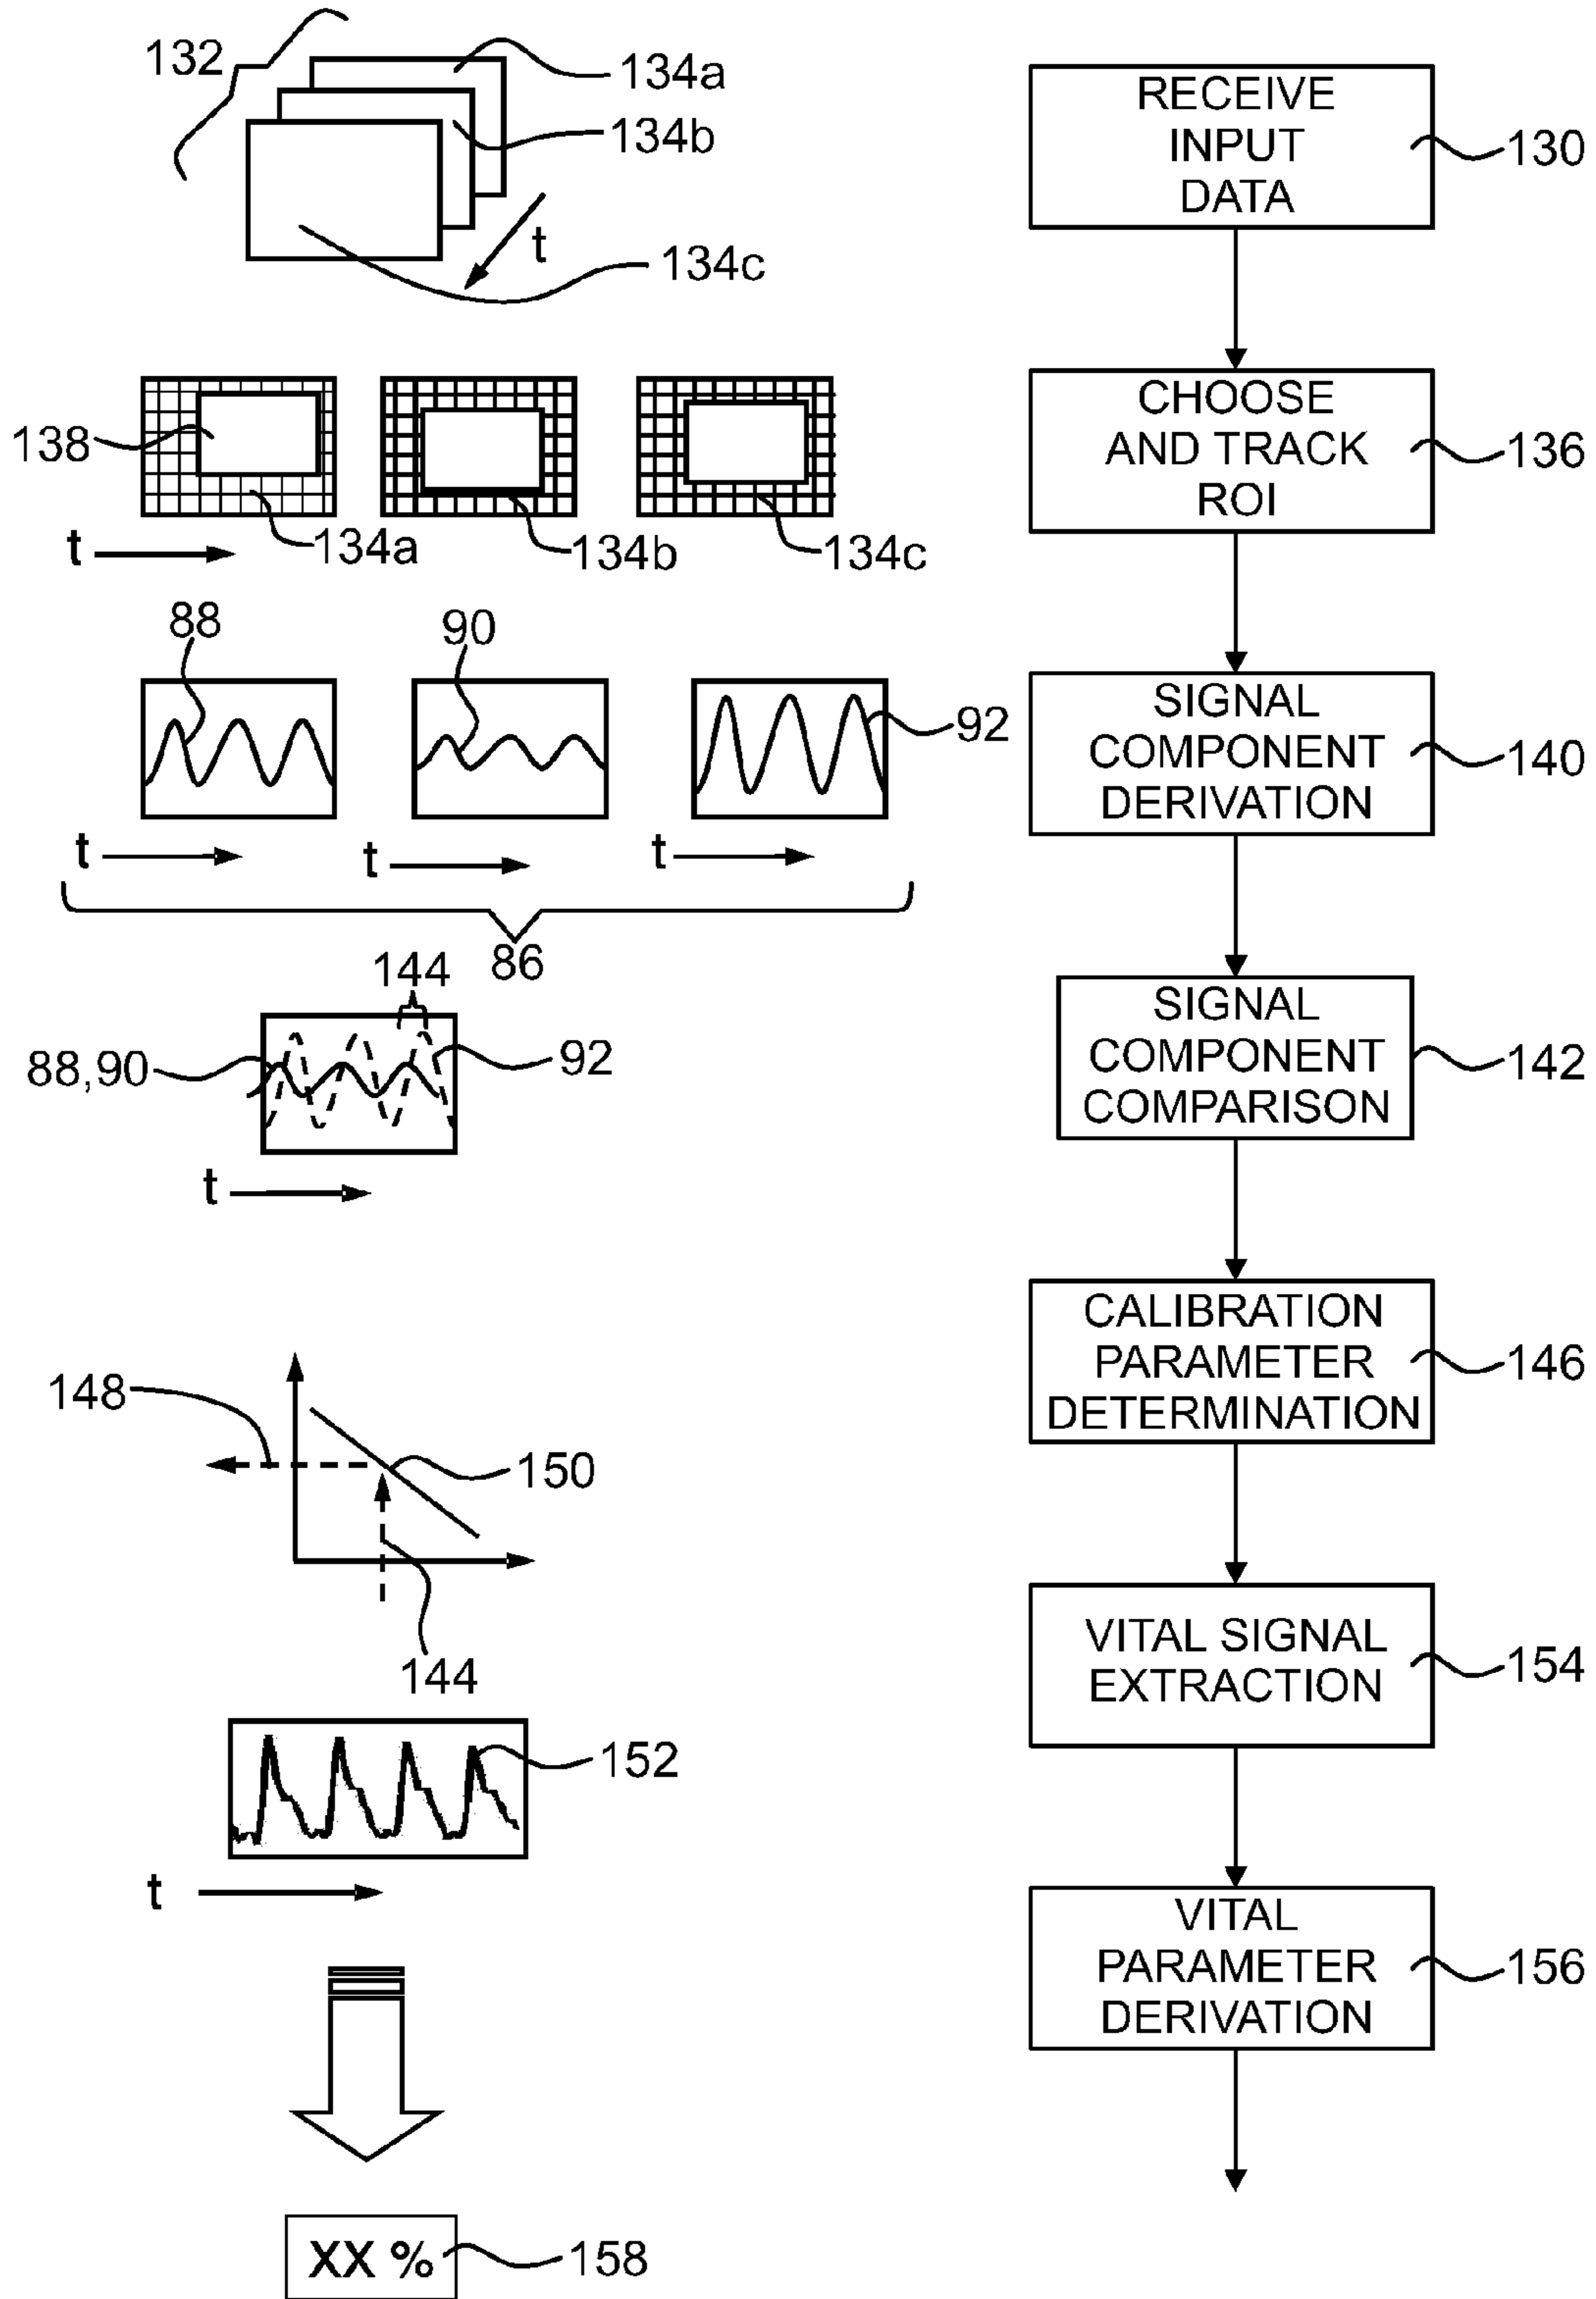 132
134a
134b
t
134c
RECEIVE
INPUT
DATA
130
138
134a
134b
134c
t
CHOOSE
AND TRACK
ROI
136
88
90
92
t
t
t
86
SIGNAL
COMPONENT
DERIVATION
140
144
88,90
92
t
SIGNAL
COMPONENT
COMPARISON
142
148
150
144
CALIBRATION
PARAMETER
DETERMINATION
146
152
t
VITAL SIGNAL
EXTRACTION
154
VITAL
PARAMETER
DERIVATION
156
XX %
158